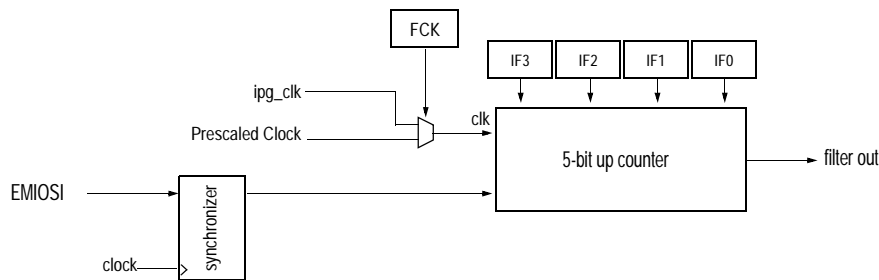 FCK
IF3 IF2 IF1 IF0
ipg_clk
clk
Prescaled Clock
5-bit up counter
filter out
EMIOSI
synchronizer
clock